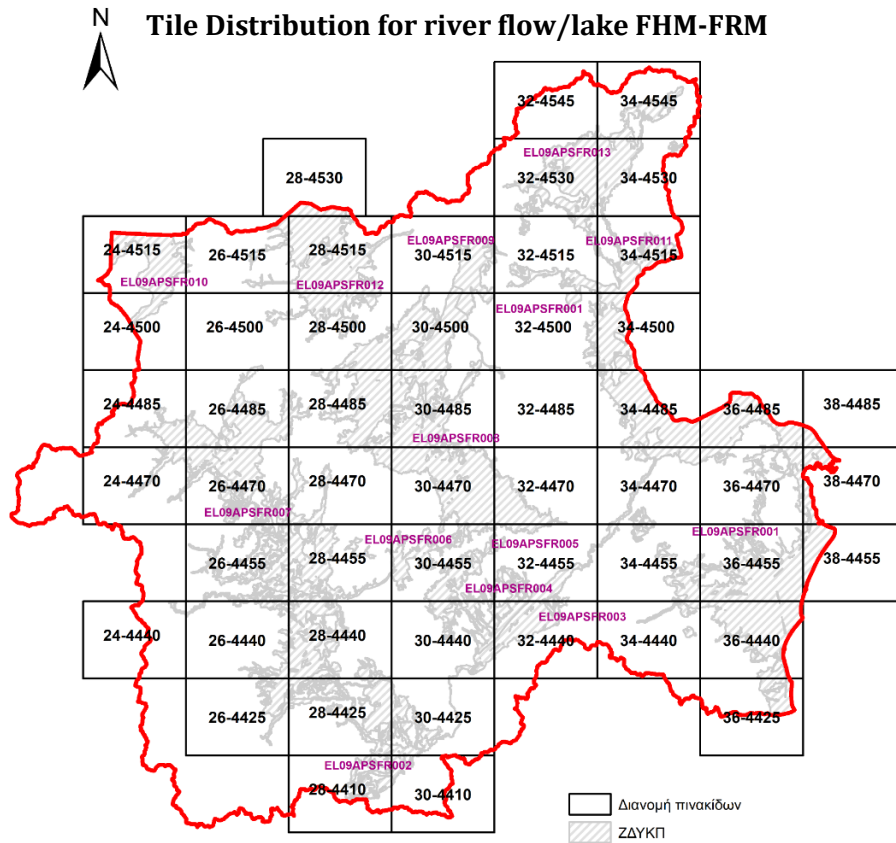 Tile Distribution for river flow/lake FHM-FRM
N
32-4545 34-4545
EL09APSFR013
28-4530 32-4530 34-4530
EL09APSFR009 EL09APSFR011
24-4515 26-4515 28-4515 30-4515 32-4515 34-4515
EL09APSFR010 EL09APSFR012
EL09APSFR001
24-4500 26-4500 28-4500 30-4500 32-4500 34-4500
24-4485 26-4485 28-4485 30-4485 32-4485 34-4485 36-4485 38-4485
EL09APSFR008
24-4470 26-4470 28-4470 30-4470 32-4470 34-4470 36-4470 38-4470
EL09APSFR007
EL09APSFR006 EL09APSFR005 EL09APSFR001
26-4455 28-4455 30-4455 32-4455 34-4455 36-4455 38-4455
EL09APSFR004
EL09APSFR003
24-4440 26-4440 28-4440 30-4440 32-4440 34-4440 36-4440
26-4425 28-4425 30-4425 36-4425
EL09APSFR002
28-4410 30-4410
Διανομή πινακίδων
ΖΔΥΚΠ